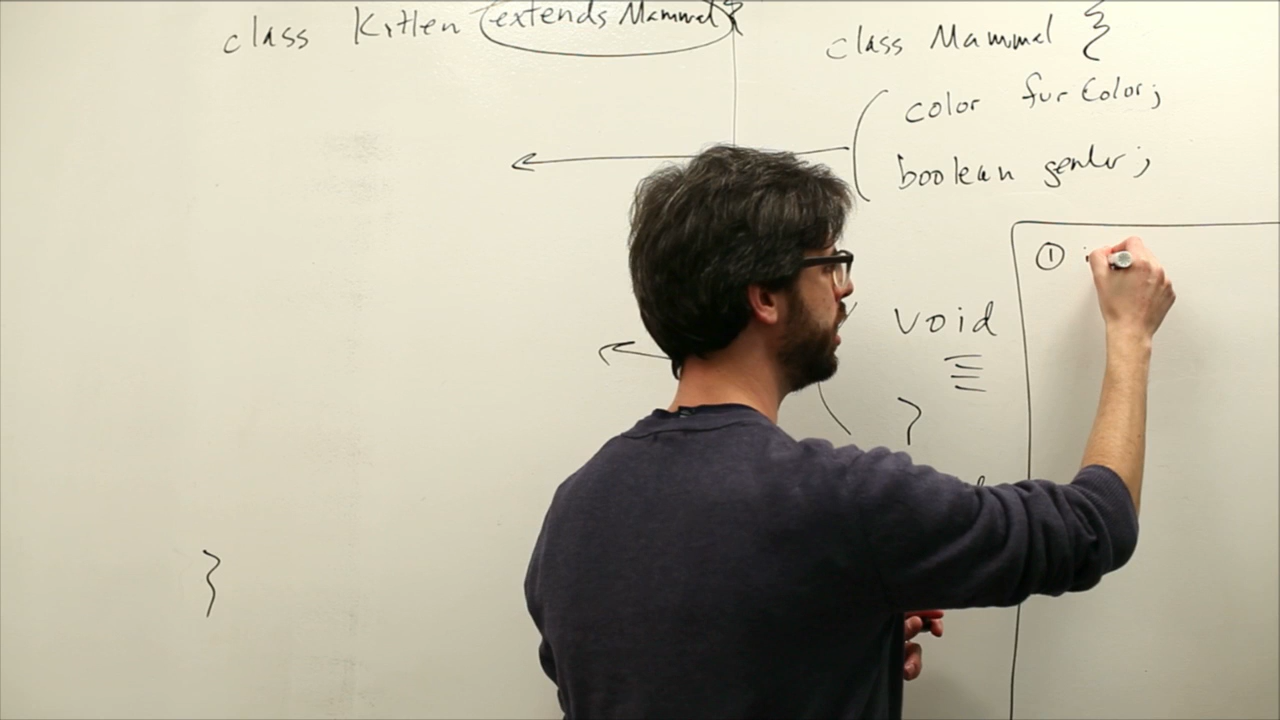 class Kitten (extends Mammal) {
}
class Mammal {
color furColor;
boolean gender;
void
}
①